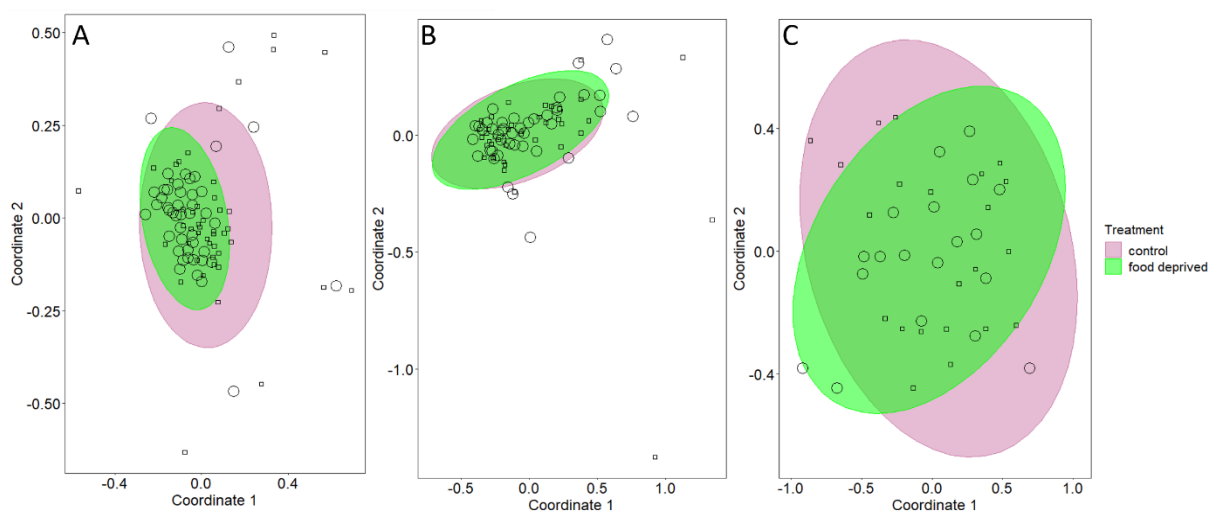 A
0.50
0.25
0.00
-0.25
-0.50
Coordinate 2
-0.4
0.0
0.4
Coordinate 1
B
0.0
-0.5
-1.0
Coordinate 2
-0.5
0.0
0.5
1.0
Coordinate 1
C
0.4
0.0
-0.4
Coordinate 2
-1.0
-0.5
0.0
0.5
1.0
Coordinate 1
Treatment
control
food deprived